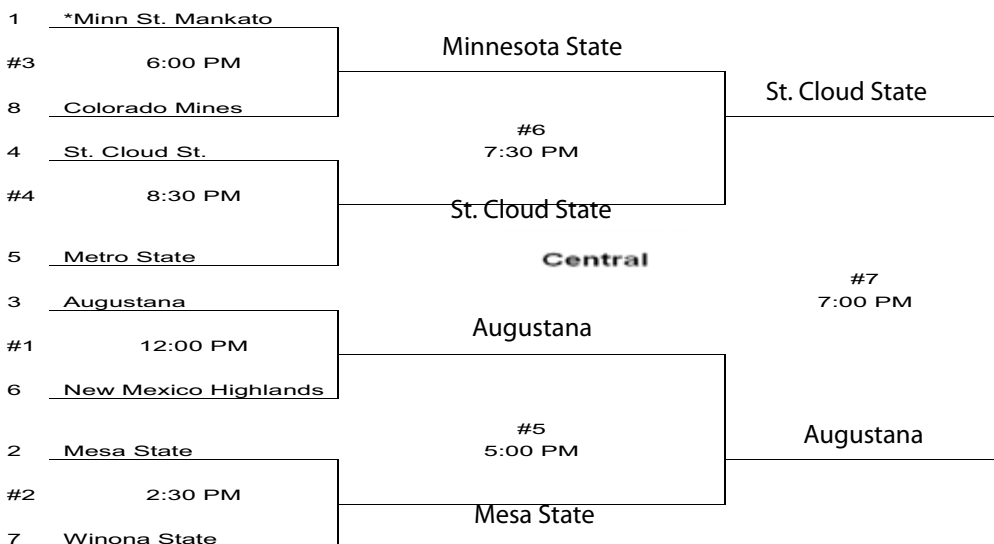 1 *Minn St. Mankato
Minnesota State
#3 6:00 PM
St. Cloud State
8 Colorado Mines
#6
4 St. Cloud St.
7:30 PM
#4 8:30 PM
St. Cloud State
5 Metro State
Central
#7
3 Augustana
7:00 PM
Augustana
#1 12:00 PM
6 New Mexico Highlands
#5
Augustana
2 Mesa State
5:00 PM
#2 2:30 PM
Mesa State
7 Winona State